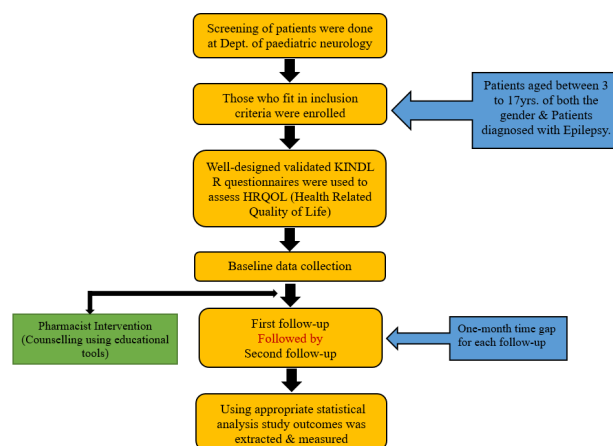 Screening of patients were done
at Dept. of paediatric neurology
Those who fit in inclusion
criteria were enrolled
Patients aged between 3
to 17yrs. of both the
gender & Patients
diagnosed with Epilepsy.
Well-designed validated KINDL
R questionnaires were used to
assess HRQOL (Health Related
Quality of Life)
Baseline data collection
Pharmacist Intervention
(Counselling using educational
tools)
First follow-up
Followed by
Second follow-up
One-month time gap
for each follow-up
Using appropriate statistical
analysis study outcomes was
extracted & measured